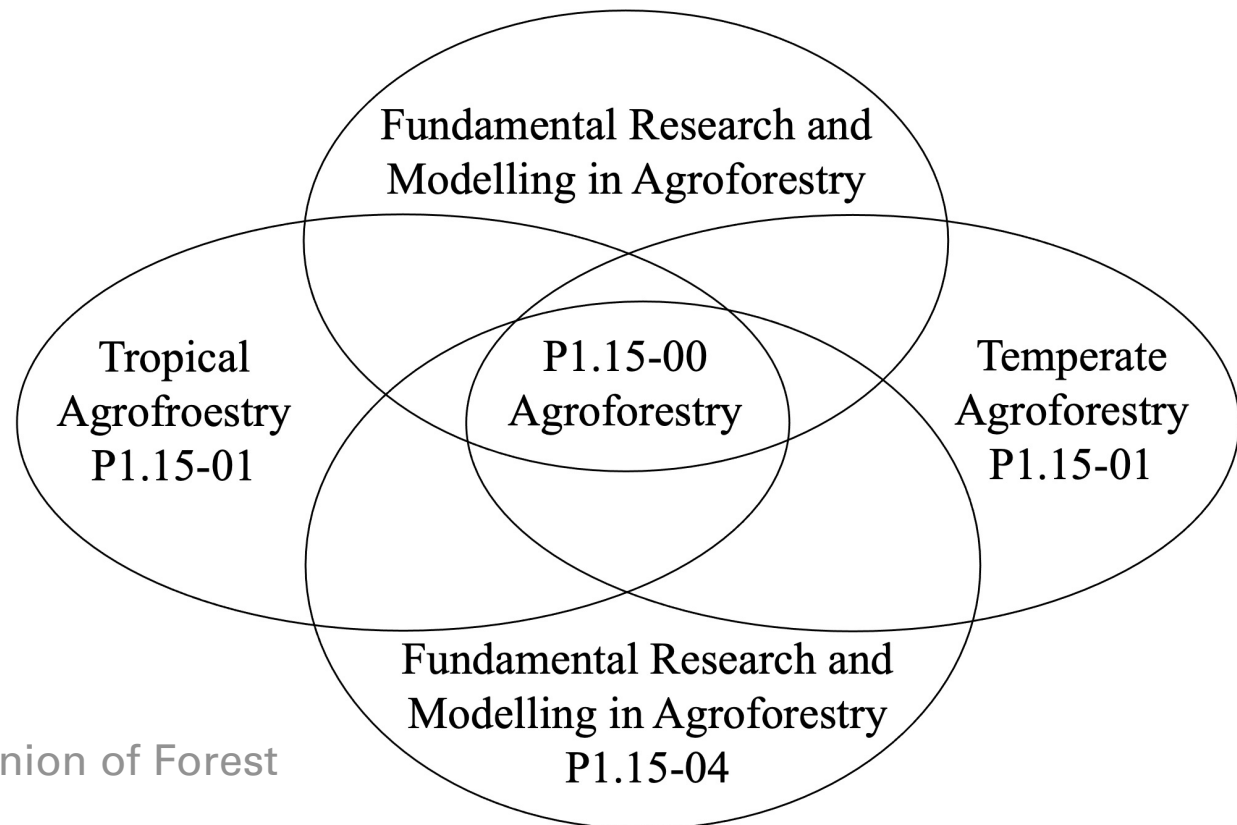 Fundamental Research and
Modelling in Agroforestry
Tropical
Agrofroestry
P1.15-01
P1.15-00
Agroforestry
Temperate
Agroforestry
P1.15-01
Fundamental Research and
Modelling in Agroforestry
P1.15-04
nion of Forest